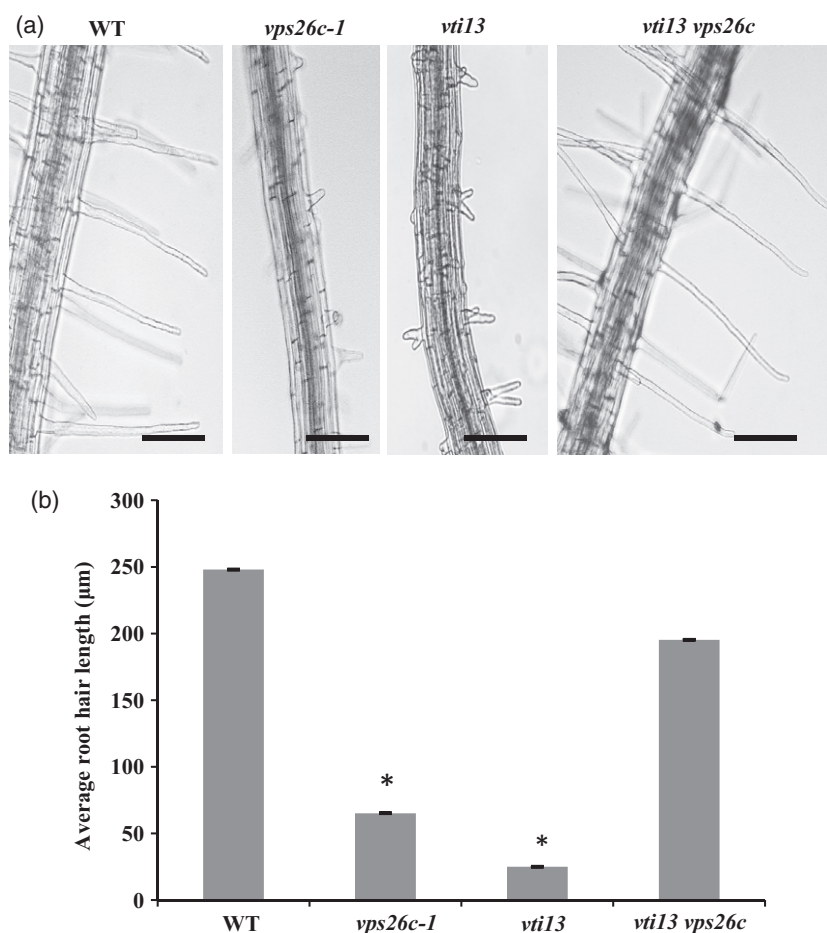 (a)
WT vps26c-1 vti13 vti13 vps26c
(b)
300
250
200
150
100
50
0
Average root hair length (µm)
*
*
WT vps26c-1 vti13 vti13 vps26c